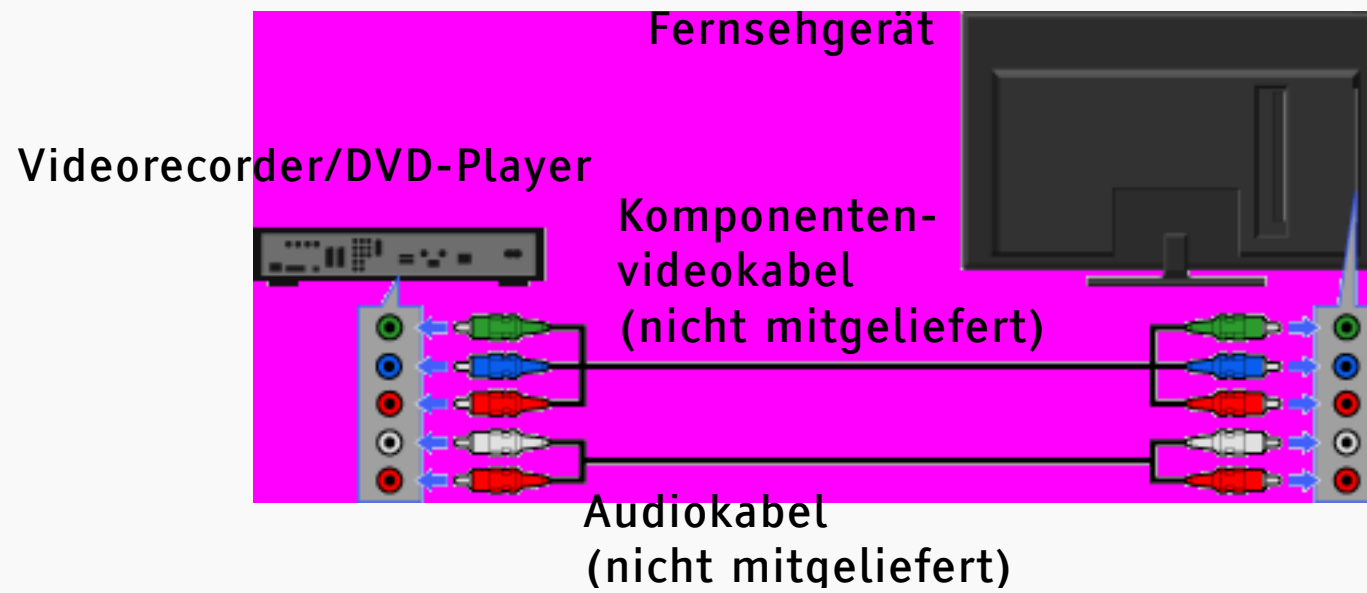 Fernsehgerät
Videorecorder/DVD-Player
Komponenten-
videokabel
(nicht mitgeliefert)
Audiokabel
(nicht mitgeliefert)